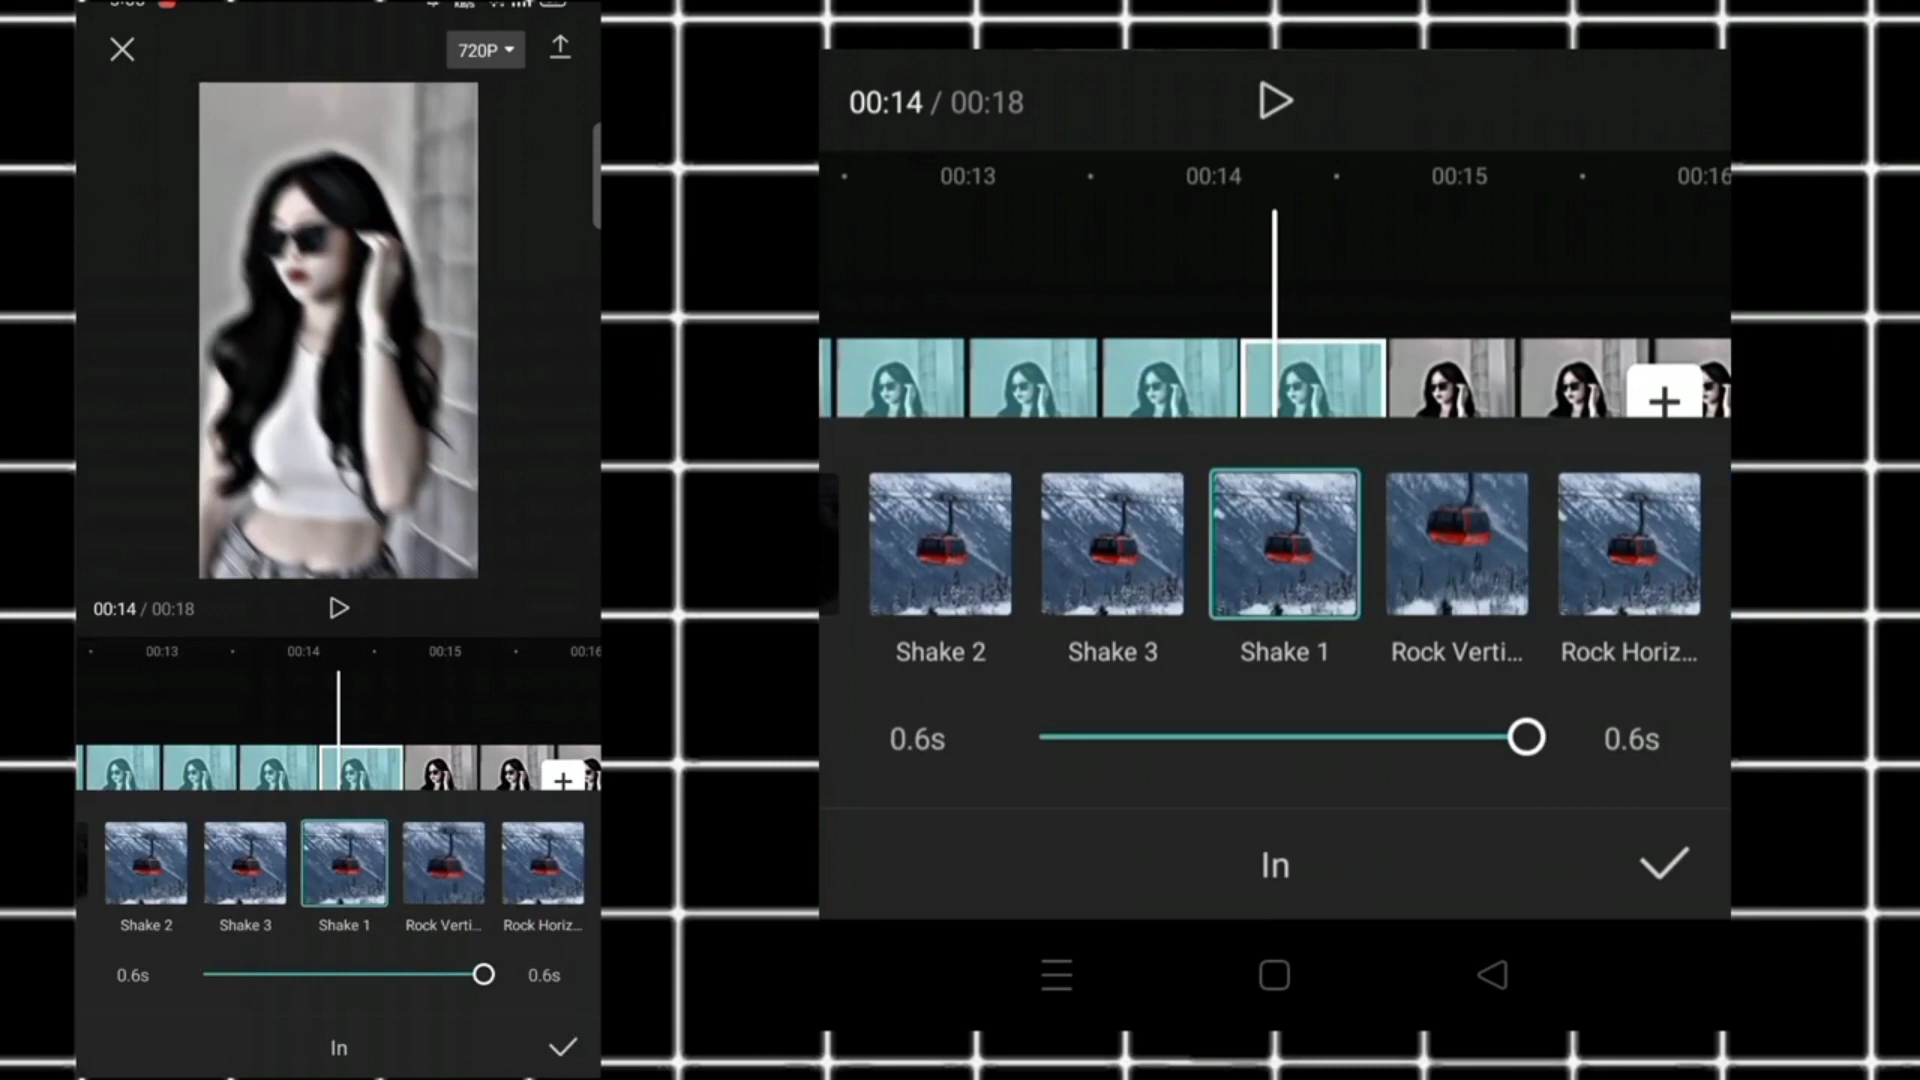 720P
00:14 / 00:18
00:13 00:14 00:15 00:16
Shake 2 Shake 3 Shake 1 Rock Verti... Rock Horiz...
0.6s 0.6s
In
00:14 / 00:18
00:13 00:14 00:15 00:16
Shake 2 Shake 3 Shake 1 Rock Verti... Rock Horiz...
0.6s 0.6s
In